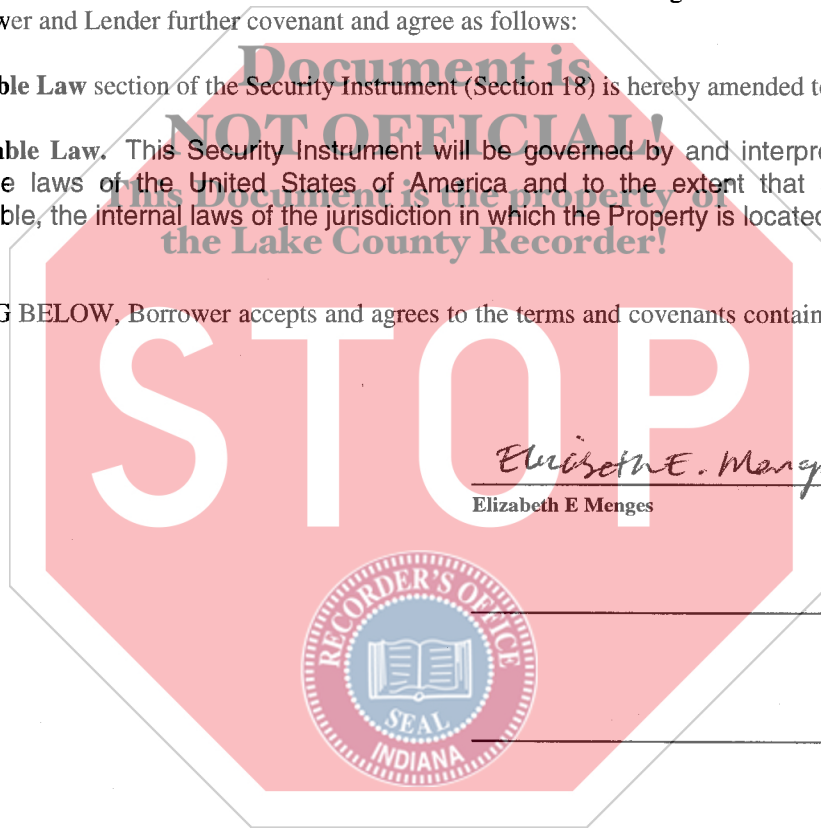 wer and Lender further covenant and agree as follows:
Document is
ble Law section of the Security Instrument (Section 18) is hereby amended to
NOT OFFICIAL!
able Law. This Security Instrument will be governed by and interpre
e laws of the United States of America and to the extent that
This Document is the property of
ble, the internal laws of the jurisdiction in which the Property is located
the Lake County Recorder!
G BELOW, Borrower accepts and agrees to the terms and covenants contain
STOP
Elizabeth E. Meng
Elizabeth E Menges
RECORDER'S OFFICE
SEAL
INDIANA